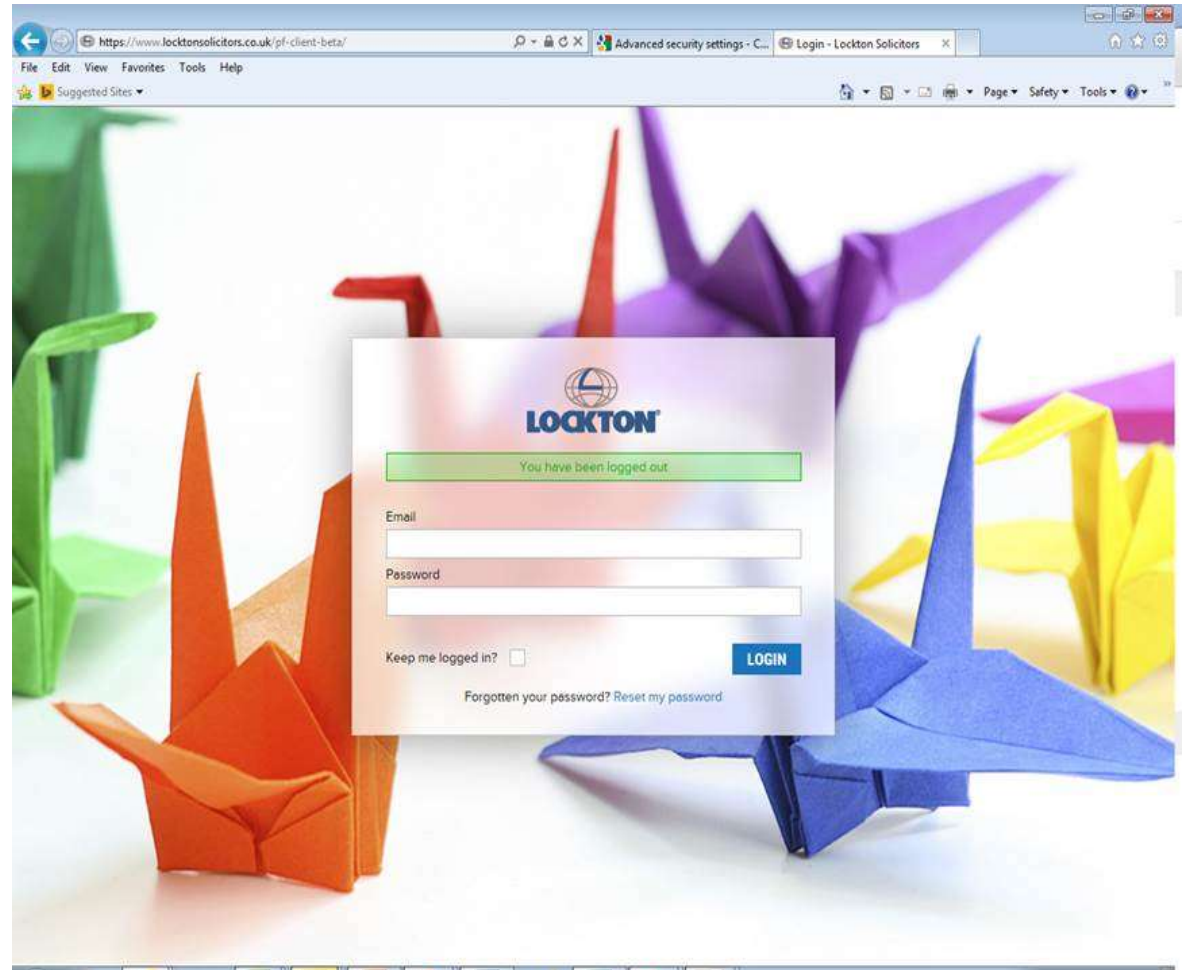 https://www.locktonsolicitors.co.uk/pf-client-beta/
Advanced security settings - C...
Login - Lockton Solicitors
File Edit View Favorites Tools Help
Suggested Sites
Page Safety Tools
LOCKTON
You have been logged out
Email
Password
Keep me logged in?
LOGIN
Forgotten your password? Reset my password